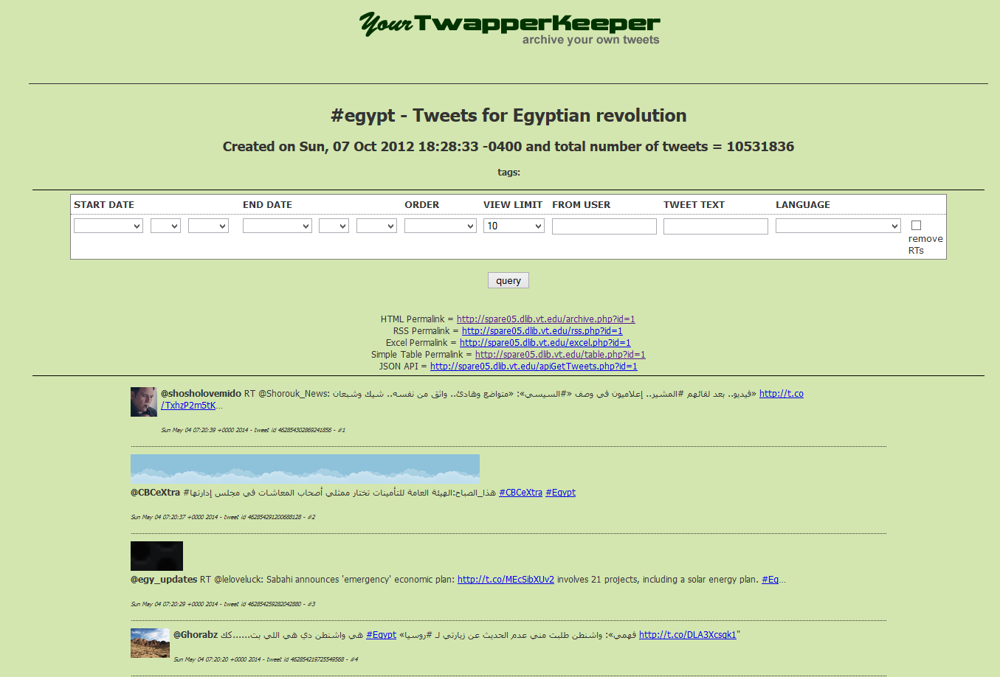 YourTwapperKeeper
archive your own tweets
#egypt - Tweets for Egyptian revolution
Created on Sun, 07 Oct 2012 18:28:33 -0400 and total number of tweets = 10531836
tags:
START DATE END DATE ORDER VIEW LIMIT FROM USER TWEET TEXT LANGUAGE
10
remove
RTs
query
HTML Permalink = http://spare05.dlib.vt.edu/archive.php?id=1
RSS Permalink = http://spare05.dlib.vt.edu/rss.php?id=1
Excel Permalink = http://spare05.dlib.vt.edu/excel.php?id=1
Simple Table Permalink = http://spare05.dlib.vt.edu/table.php?id=1
JSON API = http://spare05.dlib.vt.edu/apiGetTweets.php?id=1
@shosholovemido RT @Shorouk_News: فيديو.. بعد لقائهم #المشير.. إعلاميون في وصف «#السيسي»: «متواضع وهادئ.. واثق من نفسه.. شيك وشبعان» http://t.co
/TxhzP2m5tK...
Sun May 04 07:20:39 +0000 2014 - tweet id 462854302869241856 - #1
@CBCeXtra #هذا_الصباح:الهيئة العامة للتأمينات تختار ممثلي أصحاب المعاشات في مجلس إدارتها #CBCeXtra #Egypt
Sun May 04 07:20:37 +0000 2014 - tweet id 462854291200688128 - #2
@egy_updates RT @leloveluck: Sabahi announces 'emergency' economic plan: http://t.co/MEcSibXUv2 involves 21 projects, including a solar energy plan. #Eg...
Sun May 04 07:20:29 +0000 2014 - tweet id 462854259282042880 - #3
@Ghorabz هي واشنطن دي هي اللي بت......كك #Egypt فهمي»: واشنطن طلبت مني عدم الحديث عن زيارتي لـ #روسيا» http://t.co/DLA3Xcsgk1"
Sun May 04 07:20:20 +0000 2014 - tweet id 462854219725549568 - #4